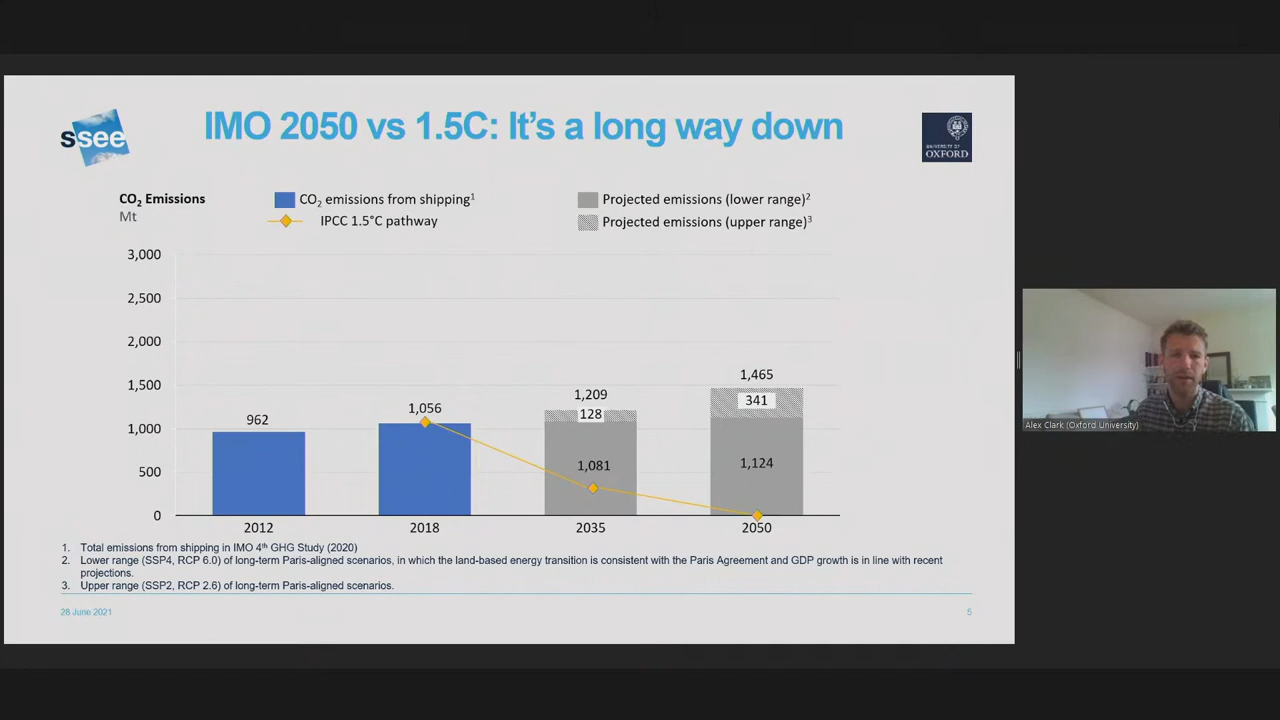 ssee
IMO 2050 vs 1.5C: It's a long way down
UNIVERSITY OF
OXFORD
CO₂ Emissions
Mt
CO₂ emissions from shipping¹
Projected emissions (lower range)²
IPCC 1.5°C pathway
Projected emissions (upper range)³
3,000
2,500
2,000
1,500
1,000
500
0
962
1,056
1,209
128
1,081
1,465
341
1,124
2012
2018
2035
2050
1. Total emissions from shipping in IMO 4th GHG Study (2020)
2. Lower range (SSP4, RCP 6.0) of long-term Paris-aligned scenarios, in which the land-based energy transition is consistent with the Paris Agreement and GDP growth is in line with recent
projections.
3. Upper range (SSP2, RCP 2.6) of long-term Paris-aligned scenarios.
28 June 2021
5
Alex Clark (Oxford University)